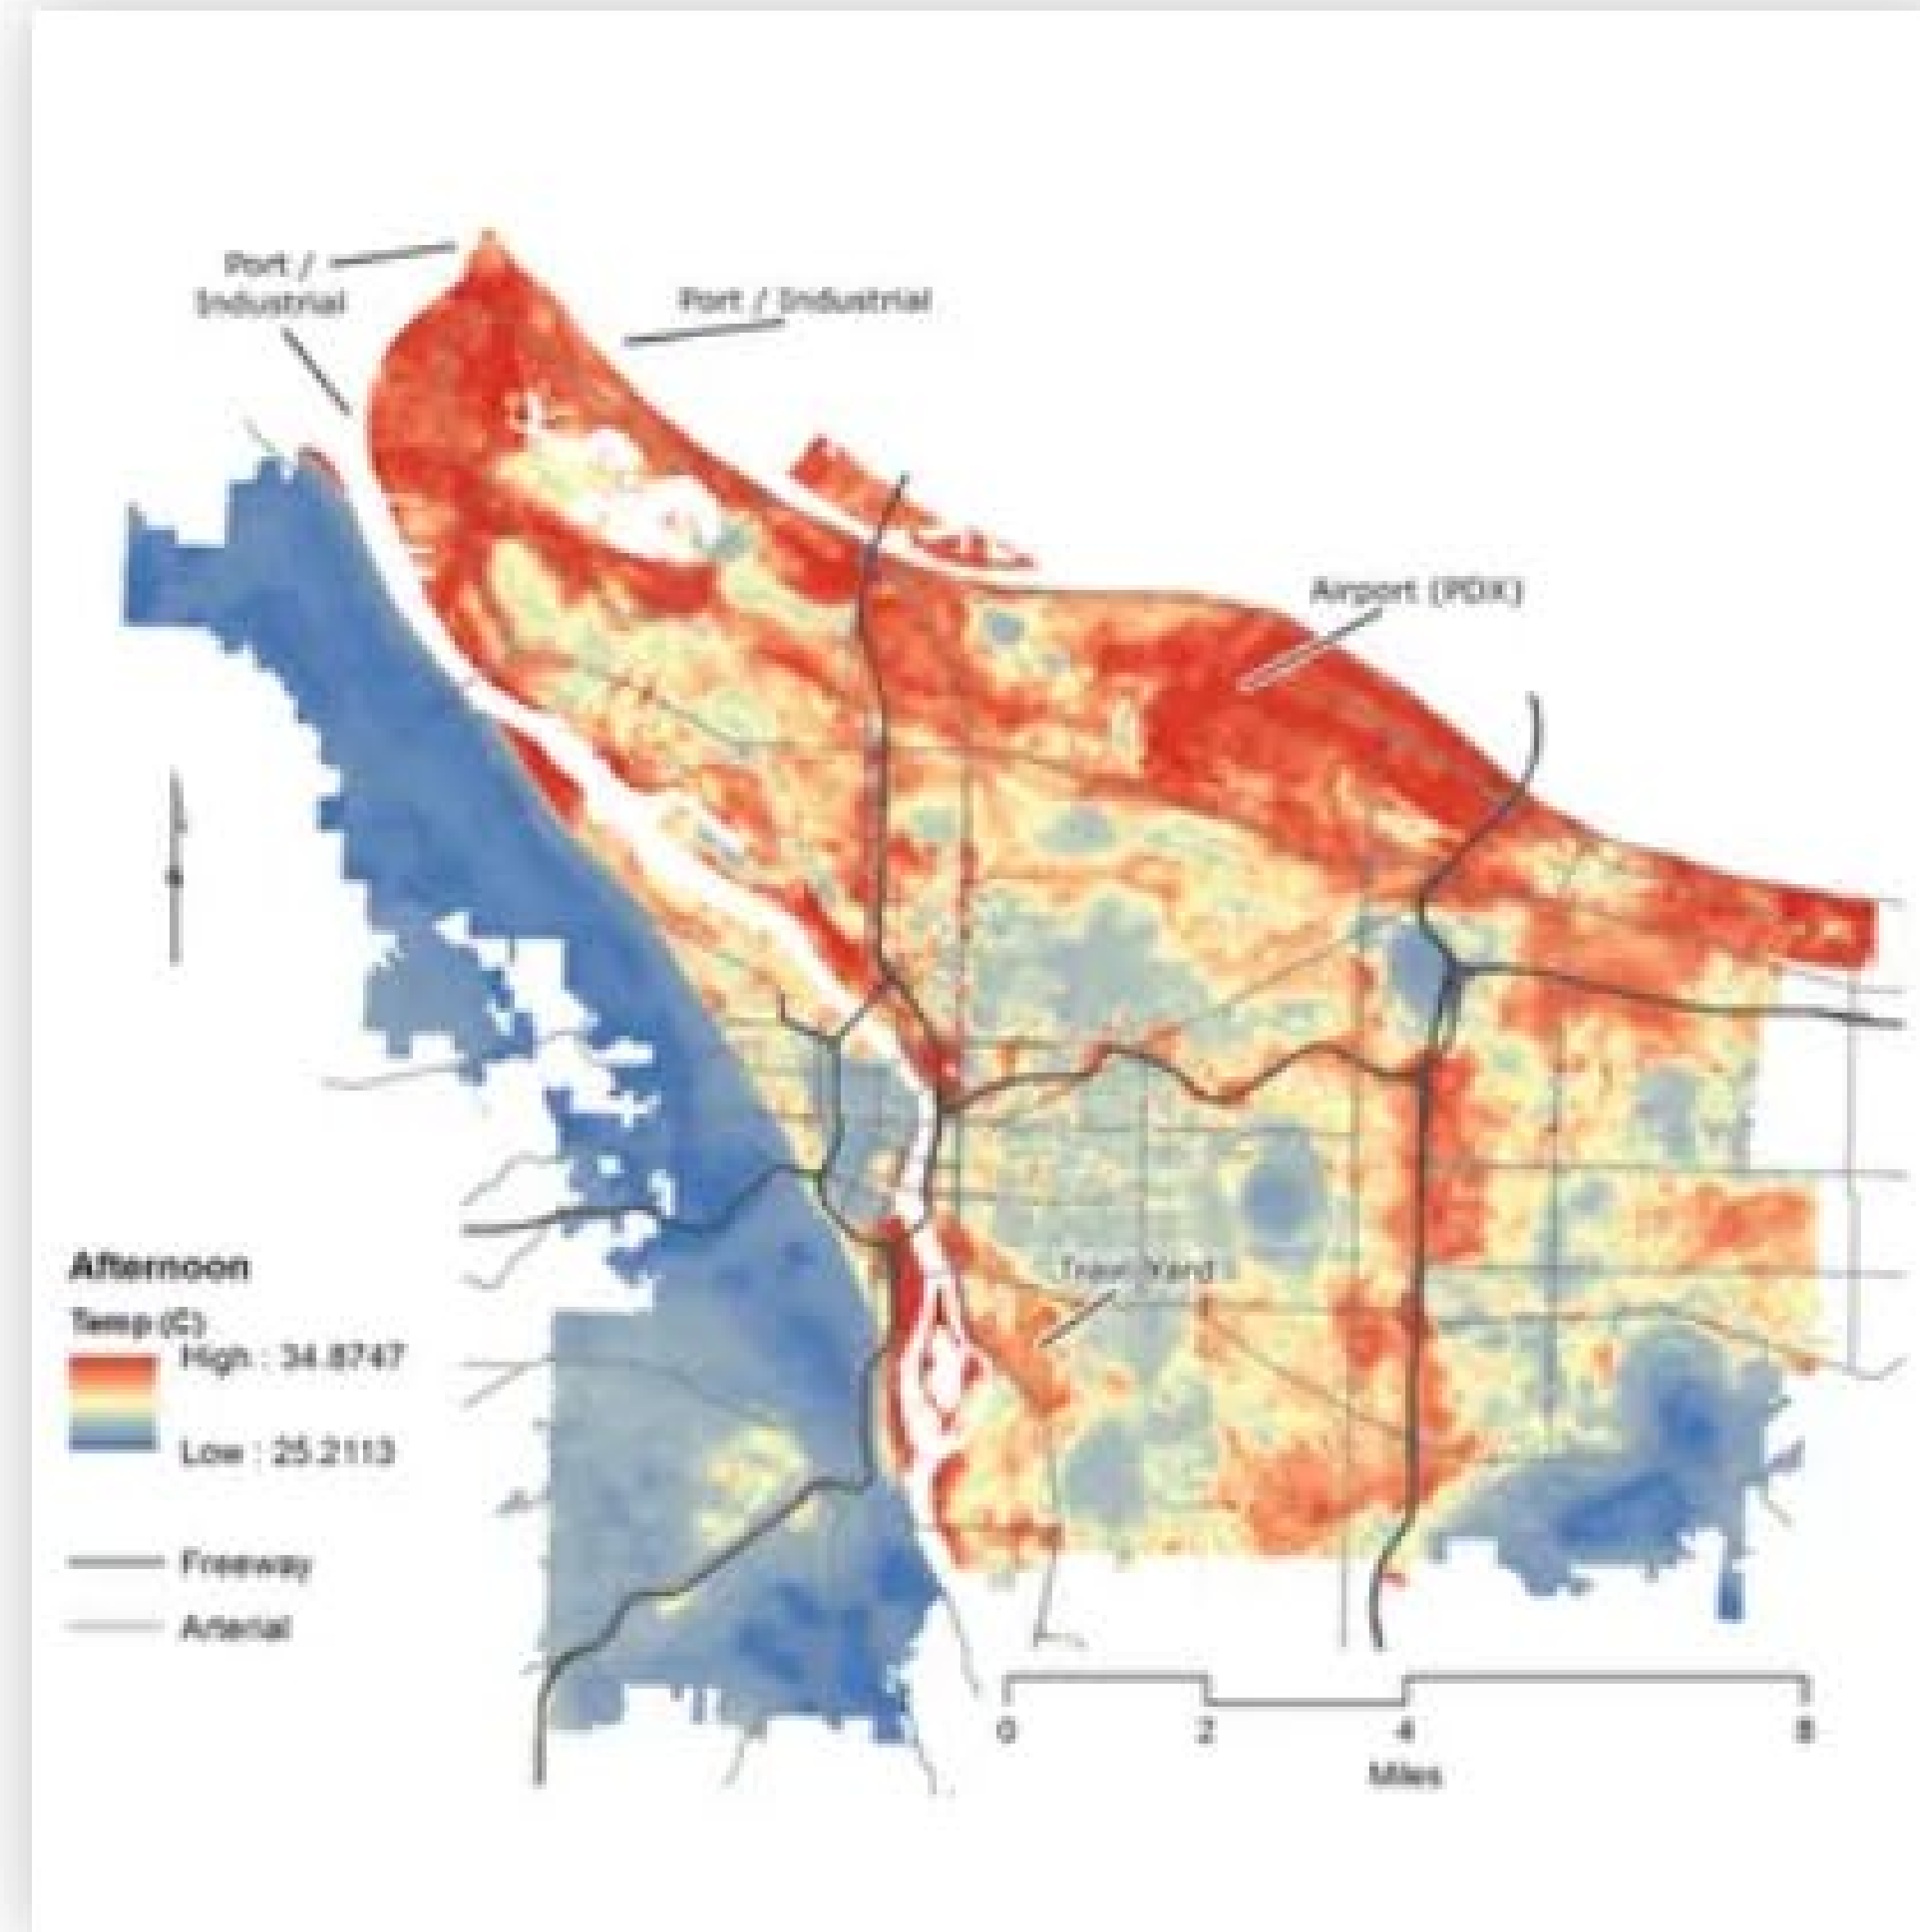 Port /
Industrial
Port / Industrial
Airport (PDX)
Train Yard
Afternoon
Temp (C)
High : 34.8747
Low : 25.2113
Freeway
Arterial
0 2 4 8
Miles